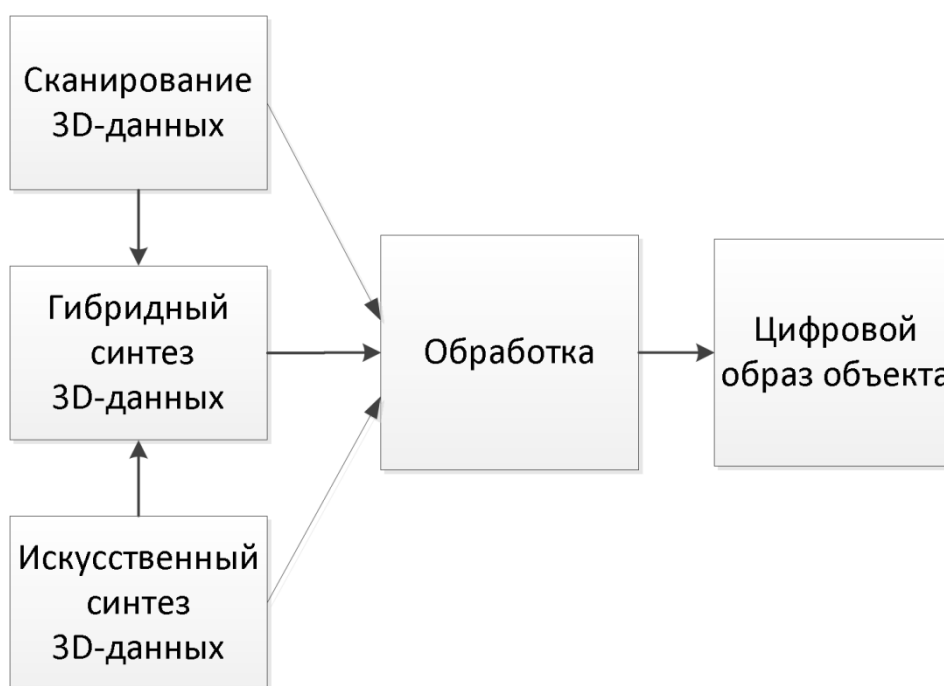 Сканирование
3D-данных
Гибридный
синтез
3D-данных
Искусственный
синтез
3D-данных
Обработка
Цифровой
образ объекта